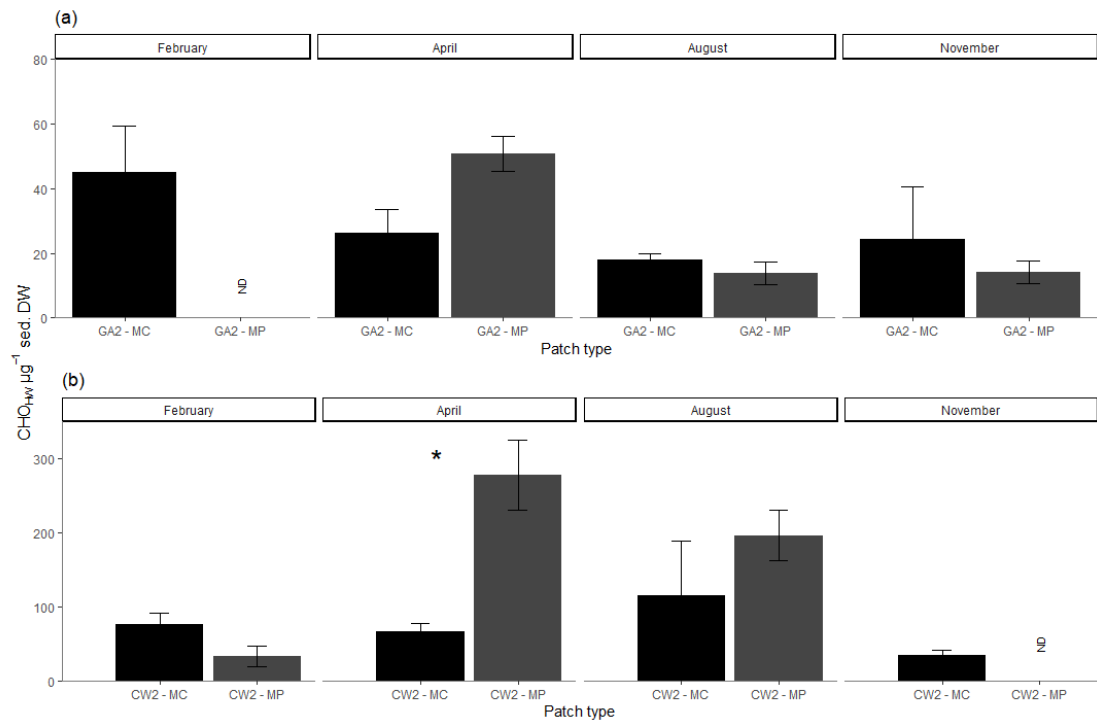 (a)
February April August November
80
60
40
20
0
ND
GA2 - MC GA2 - MP GA2 - MC GA2 - MP GA2 - MC GA2 - MP GA2 - MC GA2 - MP
Patch type
CHO_HW µg⁻¹ sed. DW
(b)
February April August November
300
200
100
0
*
ND
CW2 - MC CW2 - MP CW2 - MC CW2 - MP CW2 - MC CW2 - MP CW2 - MC CW2 - MP
Patch type